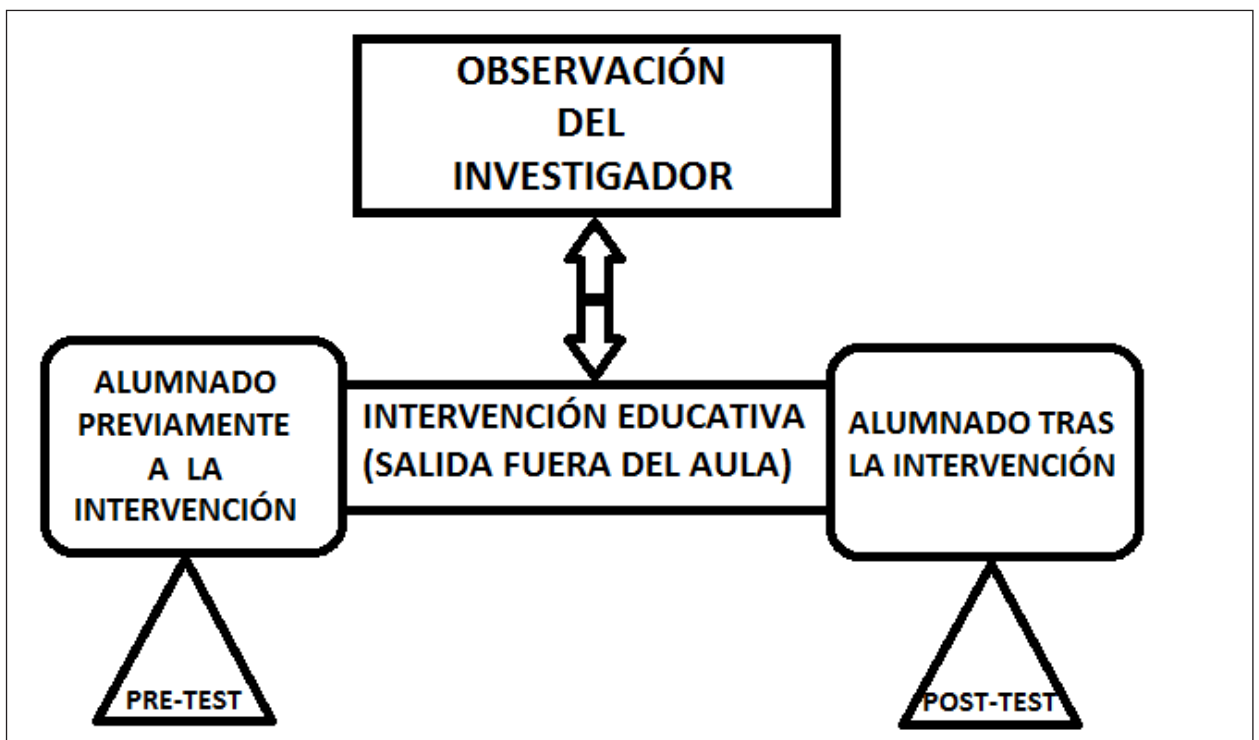 OBSERVACIÓN
DEL
INVESTIGADOR
ALUMNADO
PREVIAMENTE
A LA
INTERVENCIÓN
INTERVENCIÓN EDUCATIVA
(SALIDA FUERA DEL AULA)
ALUMNADO TRAS
LA INTERVENCIÓN
PRE-TEST
POST-TEST